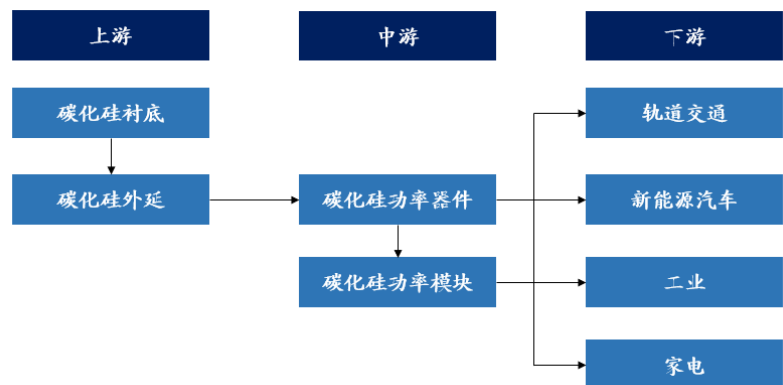 上游
中游
下游
碳化硅衬底
轨道交通
碳化硅外延
碳化硅功率器件
新能源汽车
碳化硅功率模块
工业
家电